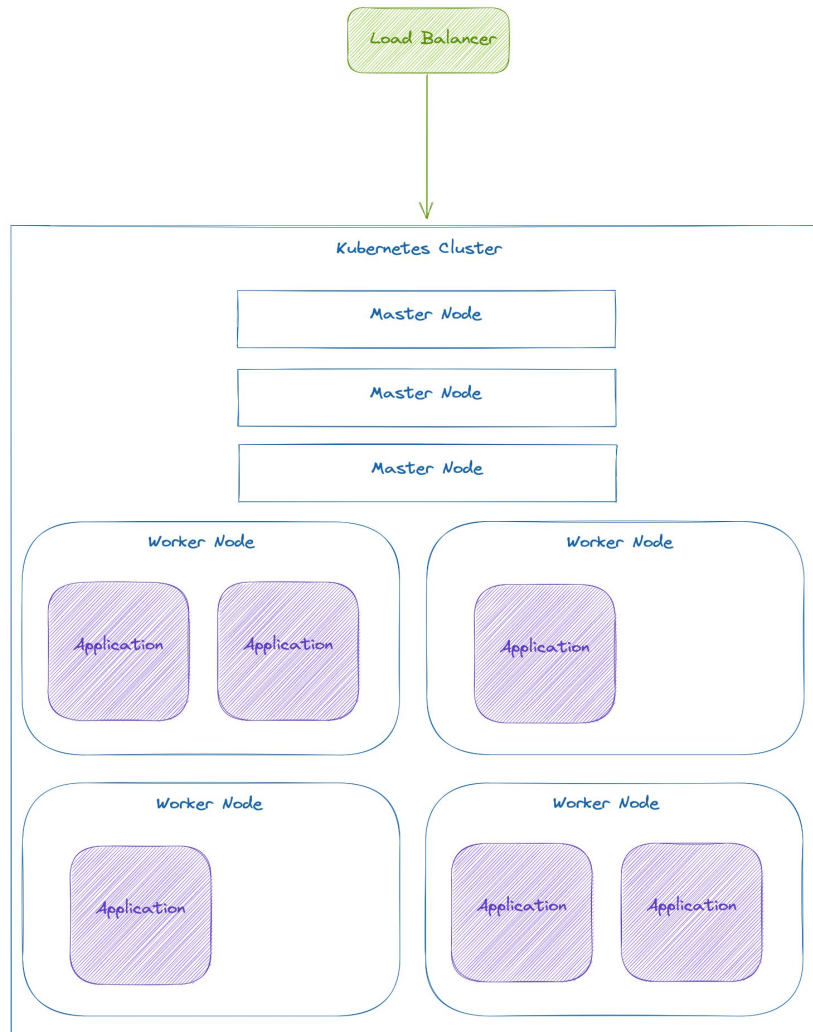 Load Balancer
Kubernetes Cluster
Master Node
Master Node
Master Node
Worker Node
Worker Node
Application
Application
Application
Worker Node
Worker Node
Application
Application
Application